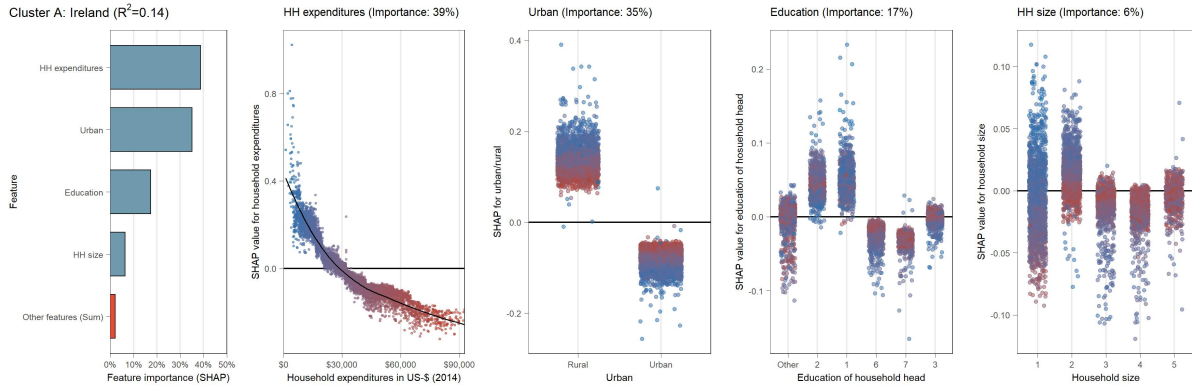 Cluster A: Ireland (R²=0.14)
Feature
HH expenditures
Urban
Education
HH size
Other features (Sum)
0% 10% 20% 30% 40% 50%
Feature importance (SHAP)
HH expenditures (Importance: 39%)
SHAP value for household expenditures
0.8
0.4
0.0
$0 $30,000 $60,000 $90,000
Household expenditures in US-$ (2014)
Urban (Importance: 35%)
SHAP for urban/rural
0.4
0.2
0.0
-0.2
Rural Urban
Urban
Education (Importance: 17%)
SHAP value for education of hosuehold head
0.2
0.1
0.0
-0.1
Other 2 1 6 7 3
Education of household head
HH size (Importance: 6%)
SHAP value for household size
0.10
0.05
0.00
-0.05
-0.10
1 2 3 4 5
Household size